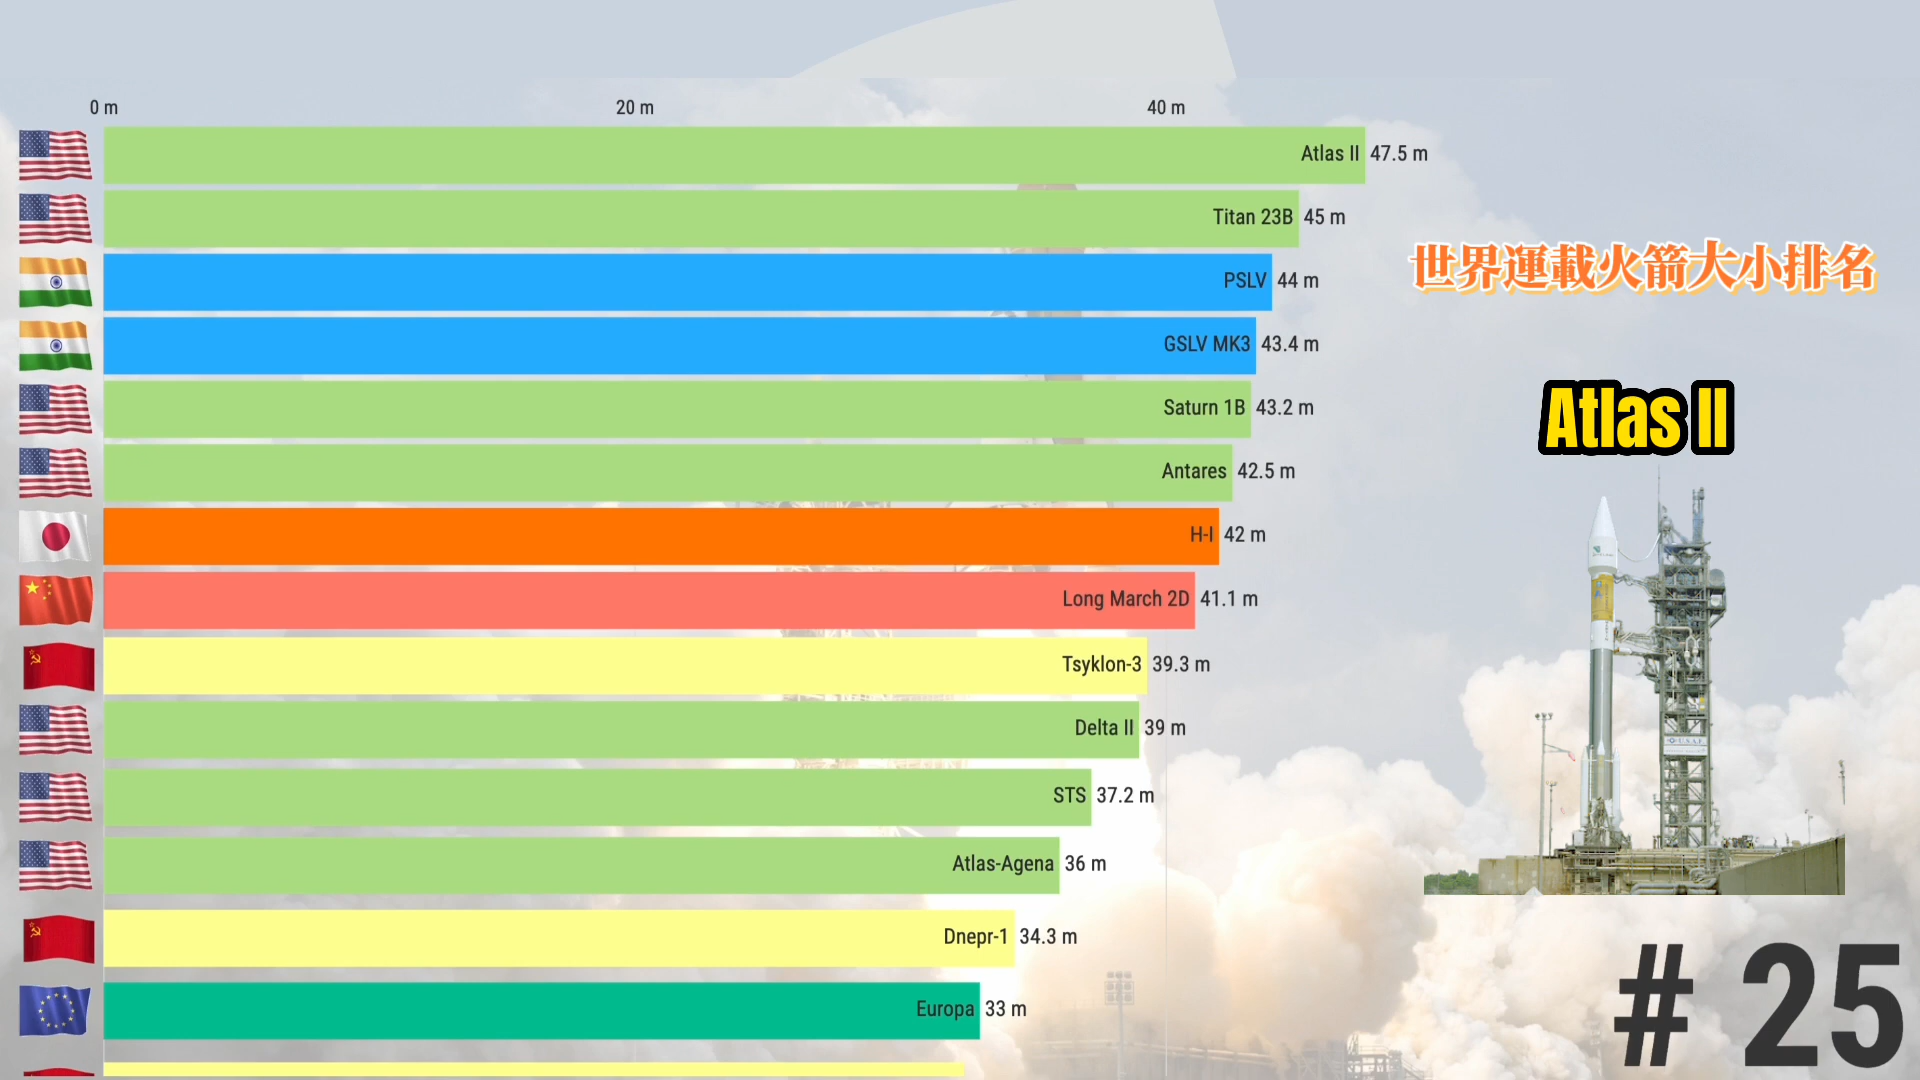 0 m 20 m 40 m
Atlas II 47.5 m
Titan 23B 45 m
PSLV 44 m
GSLV MK3 43.4 m
Saturn 1B 43.2 m
Antares 42.5 m
H-I 42 m
Long March 2D 41.1 m
Tsyklon-3 39.3 m
Delta II 39 m
STS 37.2 m
Atlas-Agena 36 m
Dnepr-1 34.3 m
Europa 33 m
世界運載火箭大小排名
Atlas II
# 25